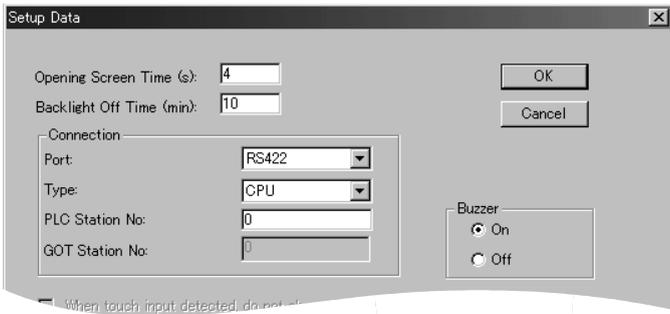 Setup Data
Opening Screen Time (s): 4
OK
Backlight Off Time (min): 10
Cancel
Connection
Port: RS422
Type: CPU
PLC Station No: 0
GOT Station No: 0
Buzzer
On
Off
When touch input detected, do not